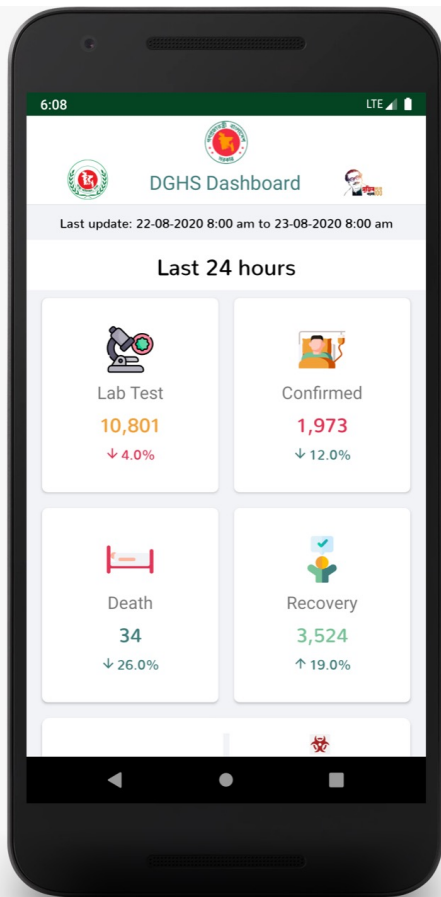 6:08
LTE
DGHS Dashboard
Last update: 22-08-2020 8:00 am to 23-08-2020 8:00 am
Last 24 hours
Lab Test
10,801
↓ 4.0%
Confirmed
1,973
↓ 12.0%
Death
34
↓ 26.0%
Recovery
3,524
↑ 19.0%